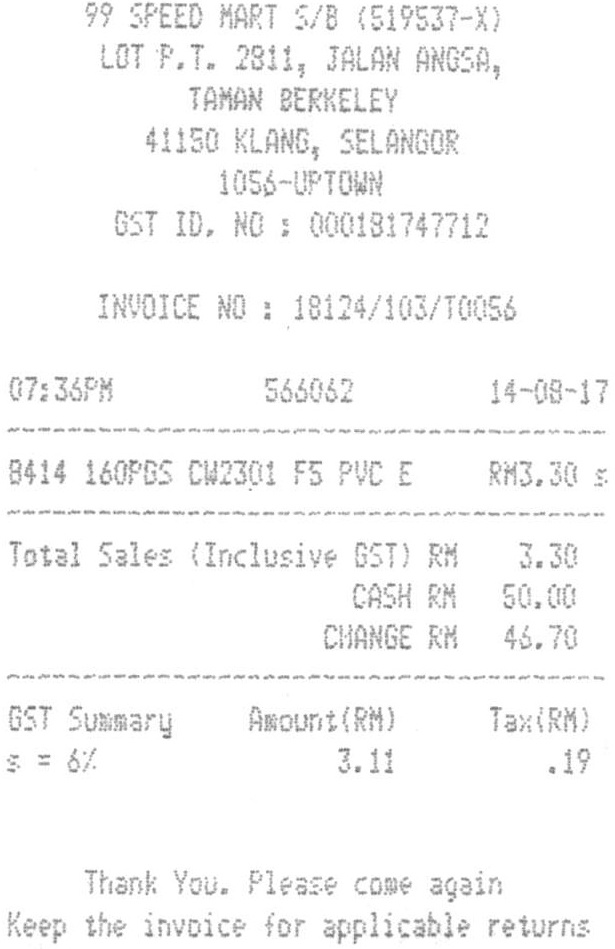 99 SPEED MART S/B (519537-X)
LOT P.T. 2811, JALAN ANGSA,
TAMAN BERKELEY
41150 KLANG, SELANGOR
1056-UPTOWN
GST ID. NO : 000181747712
INVOICE NO : 18124/103/T0056
07:36PM 566062 14-08-17
8414 160PGS CW2301 F5 PVC E RM3.30 s
Total Sales (Inclusive GST) RM 3.30
CASH RM 50.00
CHANGE RM 46.70
GST Summary Amount(RM) Tax(RM)
s = 6% 3.11 .19
Thank You. Please come again
Keep the invoice for applicable returns